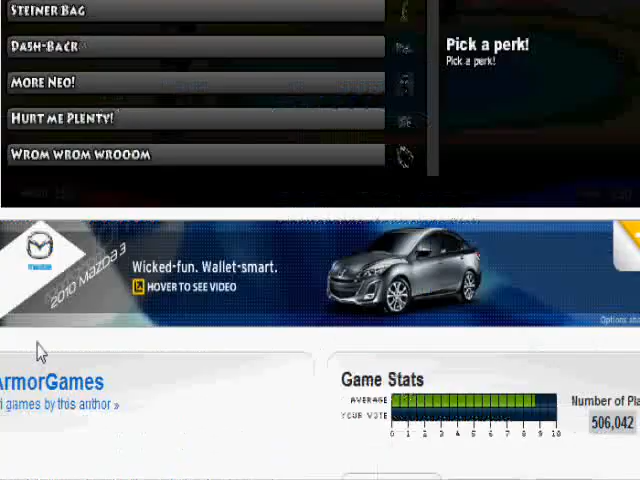 STEINER BAG
DASH-BACK
MORE NEO!
HURT ME PLENTY!
WROM WROM WROOOM
Pick a perk!
Pick a perk!
2010 MAZDA 3
Wicked-fun. Wallet-smart.
HOVER TO SEE VIDEO
Options
ArmorGames
games by this author »
Game Stats
AVERAGE
YOUR VOTE
0 1 2 3 4 5 6 7 8 9 10
Number of Pla
506,042